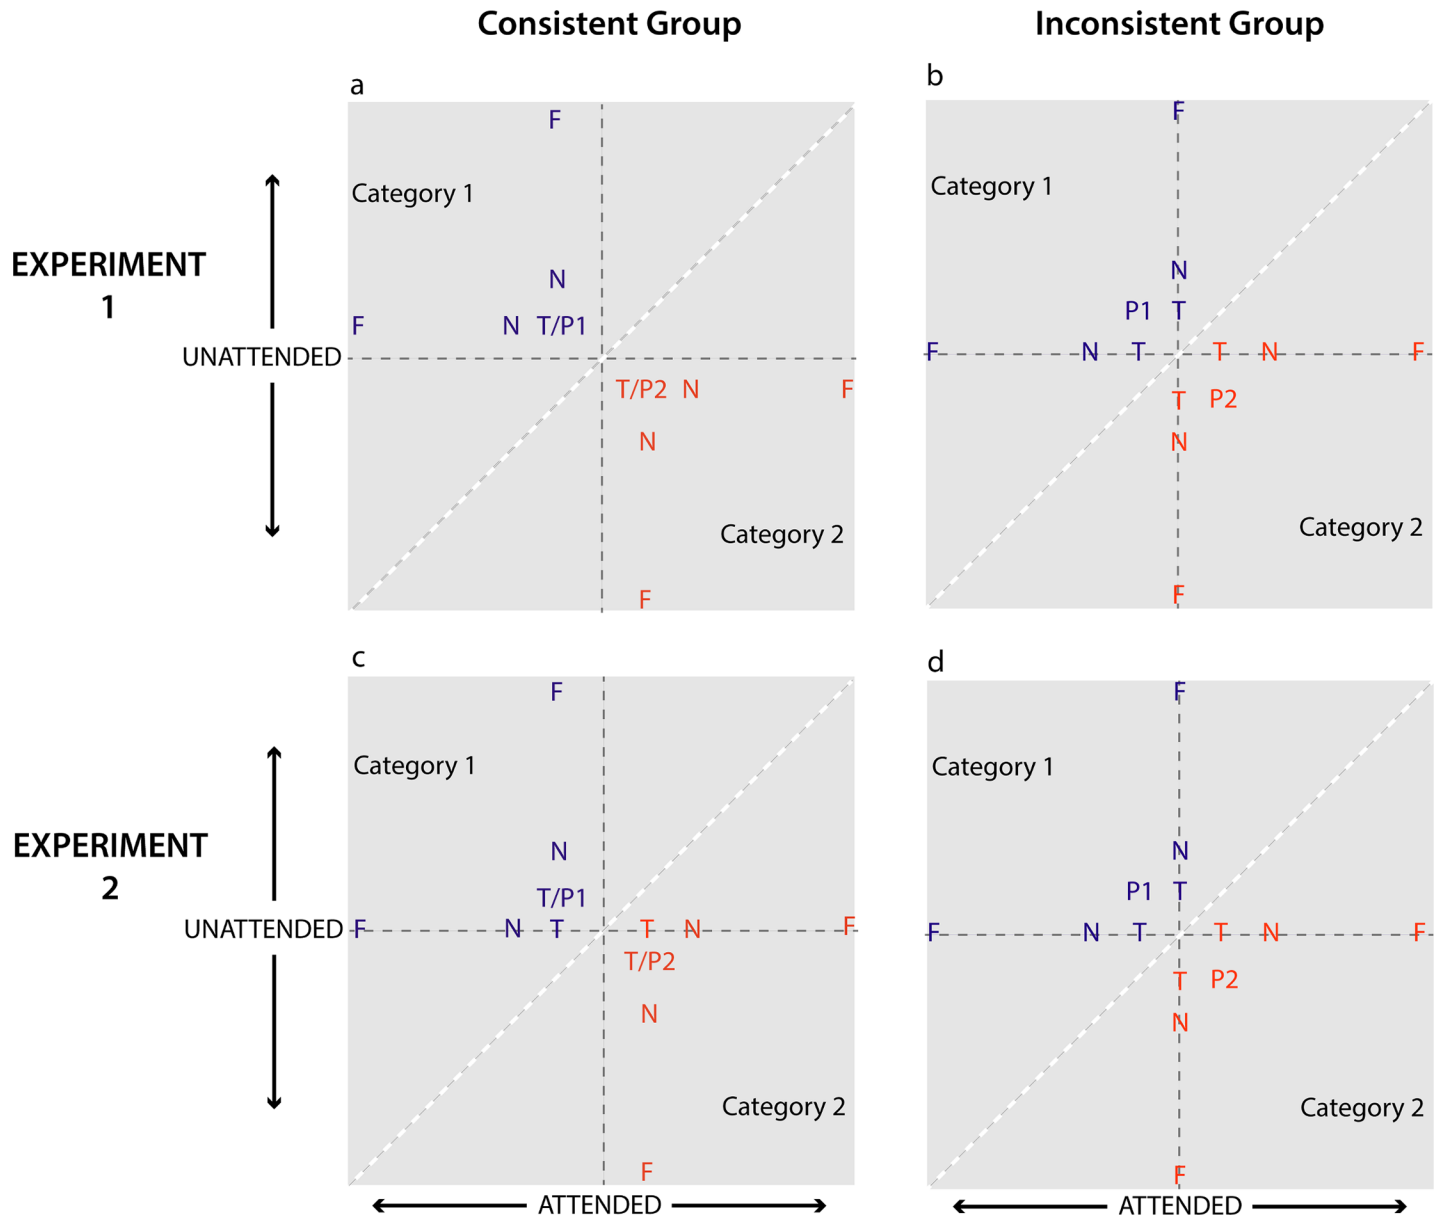 Consistent Group
Inconsistent Group
a
b
F
F
Category 1
Category 1
EXPERIMENT
1
N
N
P1 T
F N T/P1
UNATTENDED
F N T T N F
T/P2 N F
T P2
N
N
Category 2
Category 2
F
F
c
d
F
F
Category 1
Category 1
EXPERIMENT
2
N
N
T/P1
P1 T
UNATTENDED
F N T T N F
F N T T N F
T/P2
T P2
N
N
Category 2
Category 2
F
F
ATTENDED
ATTENDED